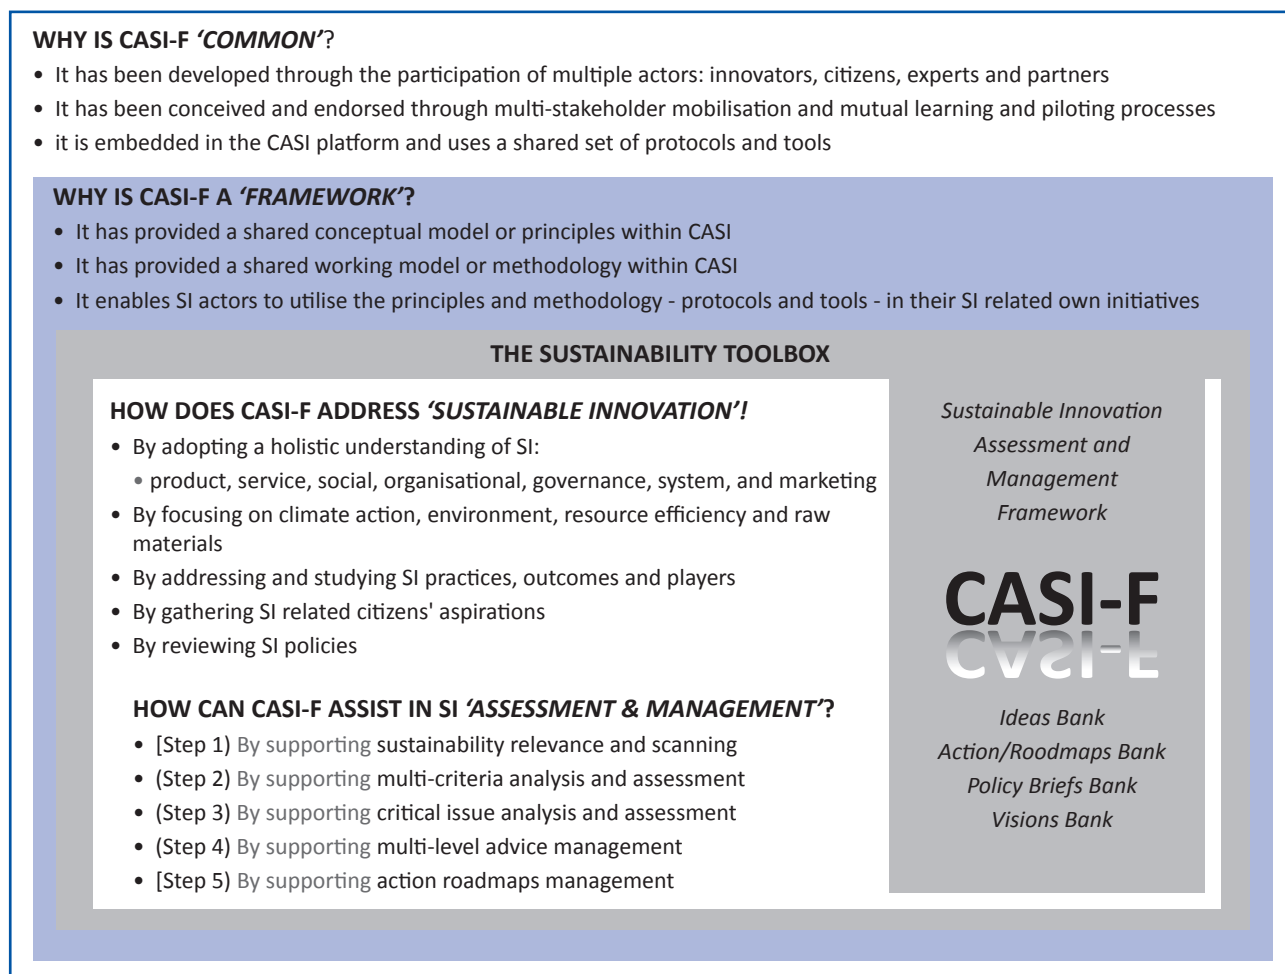 WHY IS CASI-F ‘COMMON’?
• It has been developed through the participation of multiple actors: innovators, citizens, experts and partners
• It has been conceived and endorsed through multi-stakeholder mobilisation and mutual learning and piloting processes
• it is embedded in the CASI platform and uses a shared set of protocols and tools
WHY IS CASI-F A ‘FRAMEWORK’?
• It has provided a shared conceptual model or principles within CASI
• It has provided a shared working model or methodology within CASI
• It enables SI actors to utilise the principles and methodology - protocols and tools - in their SI related own initiatives
THE SUSTAINABILITY TOOLBOX
HOW DOES CASI-F ADDRESS ‘SUSTAINABLE INNOVATION’!
• By adopting a holistic understanding of SI:
• product, service, social, organisational, governance, system, and marketing
• By focusing on climate action, environment, resource efficiency and raw
materials
• By addressing and studying SI practices, outcomes and players
• By gathering SI related citizens' aspirations
• By reviewing SI policies
HOW CAN CASI-F ASSIST IN SI ‘ASSESSMENT & MANAGEMENT’?
• [Step 1) By supporting sustainability relevance and scanning
• (Step 2) By supporting multi-criteria analysis and assessment
• (Step 3) By supporting critical issue analysis and assessment
• (Step 4) By supporting multi-level advice management
• [Step 5) By supporting action roadmaps management
Sustainable Innovation
Assessment and
Management
Framework
CASI-F
Ideas Bank
Action/Roodmaps Bank
Policy Briefs Bank
Visions Bank